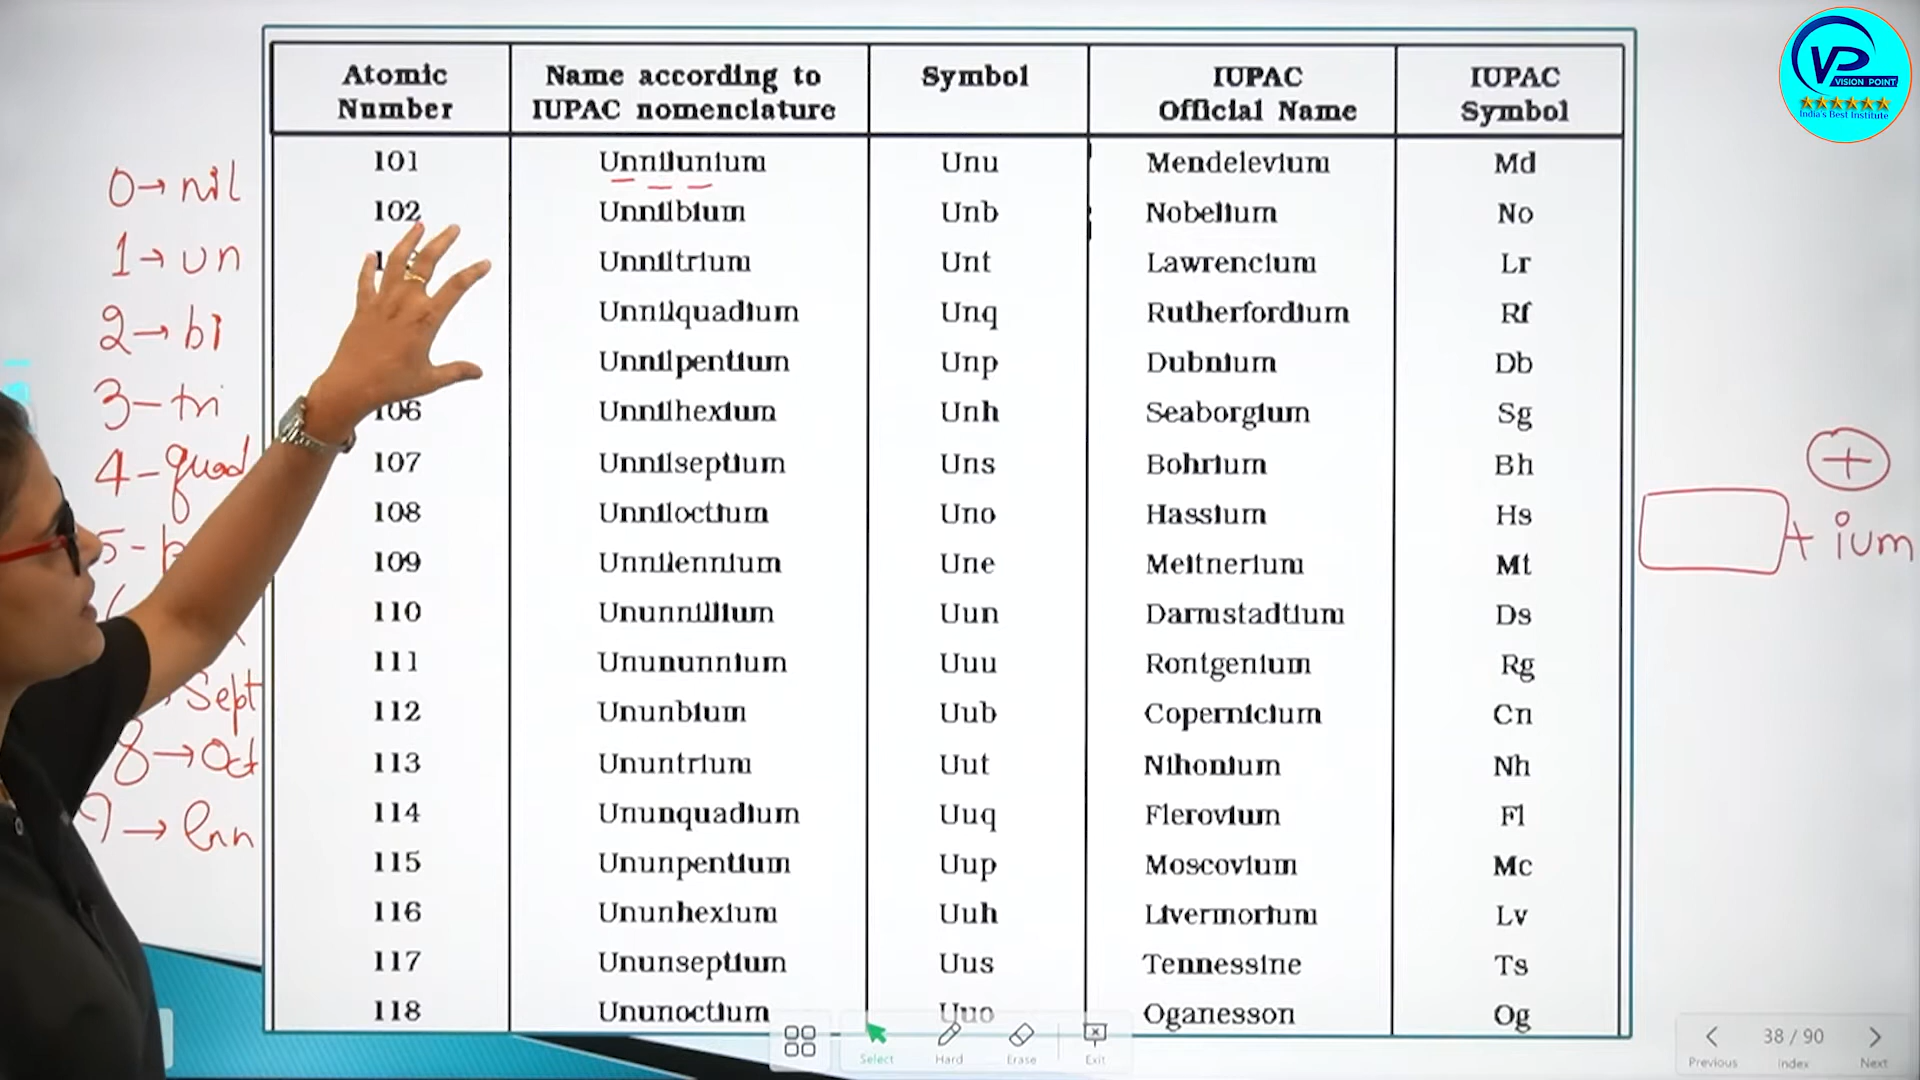 Atomic Number | Name according to IUPAC nomenclature | Symbol | IUPAC Official Name | IUPAC Symbol
101 | Unnilunium | Unu | Mendelevium | Md
102 | Unnilbium | Unb | Nobelium | No
Unniltrium | Unt | Lawrencium | Lr
Unnilquadium | Unq | Rutherfordium | Rf
Unnilpentium | Unp | Dubnium | Db
106 | Unnilhexium | Unh | Seaborgium | Sg
107 | Unnilseptium | Uns | Bohrium | Bh
108 | Unniloctium | Uno | Hassium | Hs
109 | Unnilennium | Une | Meitnerium | Mt
110 | Ununnillium | Uun | Darmstadtium | Ds
111 | Unununnium | Uuu | Rontgenium | Rg
112 | Ununbium | Uub | Copernicium | Cn
113 | Ununtrium | Uut | Nihonium | Nh
114 | Ununquadium | Uuq | Flerovium | Fl
115 | Ununpentium | Uup | Moscovium | Mc
116 | Ununhexium | Uuh | Livermorium | Lv
117 | Ununseptium | Uus | Tennessine | Ts
118 | Ununoctium | Uuo | Oganesson | Og
0→ nil
1→ un
2→ bi
3- tri
4- quad
5-
Sept
8→ Oct
9→ enn
+
+ ium
VP
VISION POINT
India's Best Institute
Select Hard Erase Exit
38 / 90
Previous Index Next